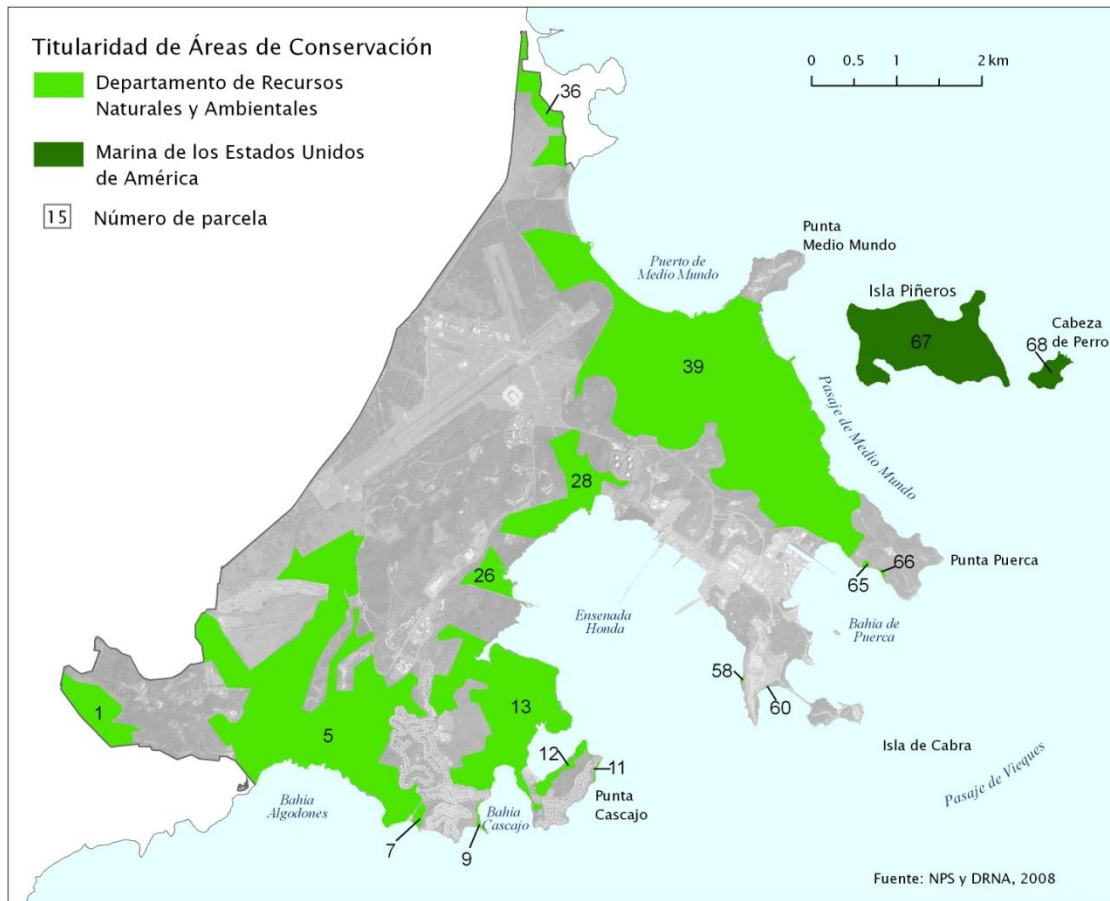 Titularidad de Áreas de Conservación
Departamento de Recursos
Naturales y Ambientales
Marina de los Estados Unidos
de América
15 Número de parcela
0 0.5 1 2 km
36
Punta
Medio Mundo
Puerto de
Medio Mundo
Isla Piñeros
67
Cabeza
de Perro
68
39
Pasaje de Medio Mundo
28
26
Punta Puerca
66
65
Ensenada
Honda
Bahía de
Puerca
58
60
Isla de Cabra
1
5
13
12
11
Punta
Cascajo
Pasaje de Vieques
Bahía
Algodones
Bahía
Cascajo
7
9
Fuente: NPS y DRNA, 2008